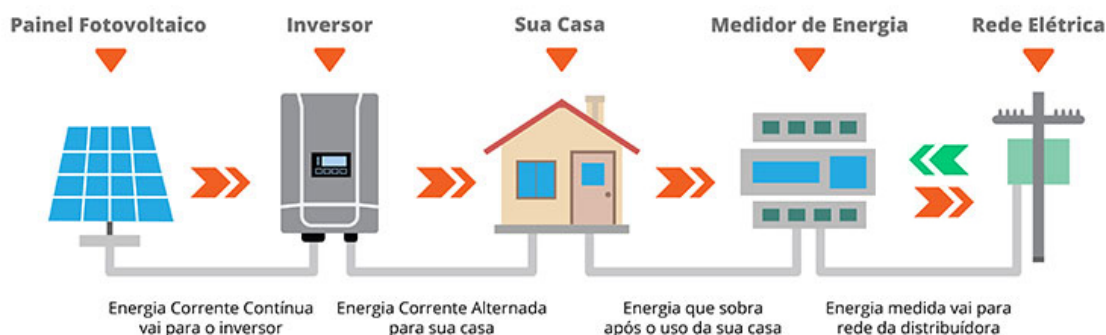 Painel Fotovoltaico
Inversor
Sua Casa
Medidor de Energia
Rede Elétrica
Energia Corrente Contínua
vai para o inversor
Energia Corrente Alternada
para sua casa
Energia que sobra
após o uso da sua casa
Energia medida vai para
rede da distribuídora